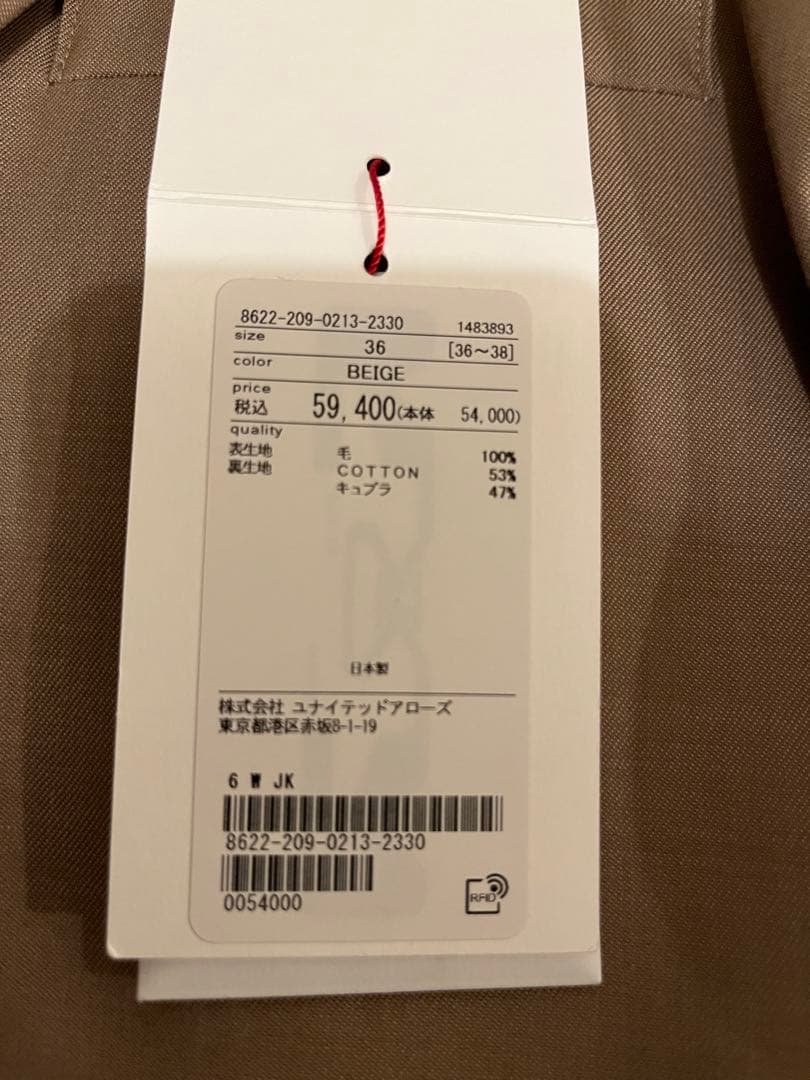 8622-209-0213-2330 1483893
size 36 [36～38]
color BEIGE
price
税込 59,400(本体 54,000)
quality
表生地 毛 100%
裏生地 COTTON 53%
キュプラ 47%
日本製
株式会社 ユナイテッドアローズ
東京都港区赤坂8-1-19
6 W JK
8622-209-0213-2330
0054000
RFID